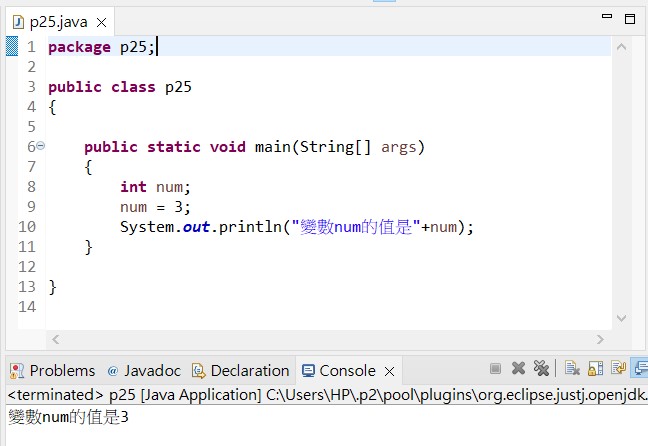 p25.java
1 package p25;
2
3 public class p25
4 {
5
6 public static void main(String[] args)
7 {
8 int num;
9 num = 3;
10 System.out.println("變數num的值是"+num);
11 }
12
13 }
14
Problems @ Javadoc Declaration Console
<terminated> p25 [Java Application] C:\Users\HP\.p2\pool\plugins\org.eclipse.justj.openjdk.
變數num的值是3